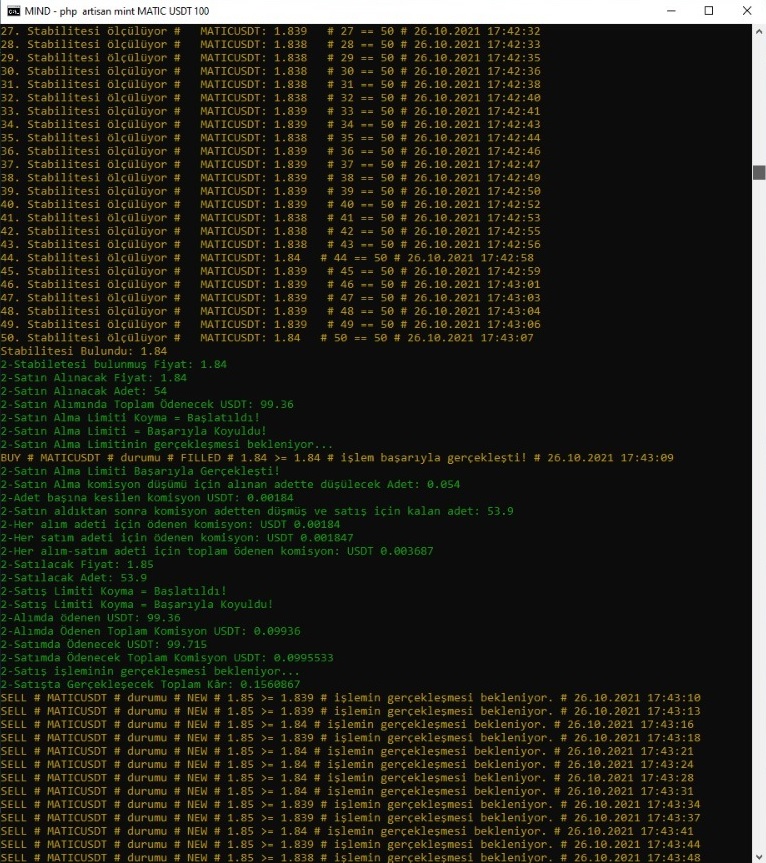 MIND - php  artisan mint MATIC USDT 100
27. Stabilitesi ölçülüyor #   MATICUSDT: 1.839   # 27 == 50 # 26.10.2021 17:42:32
28. Stabilitesi ölçülüyor #   MATICUSDT: 1.838   # 28 == 50 # 26.10.2021 17:42:33
29. Stabilitesi ölçülüyor #   MATICUSDT: 1.838   # 29 == 50 # 26.10.2021 17:42:35
30. Stabilitesi ölçülüyor #   MATICUSDT: 1.838   # 30 == 50 # 26.10.2021 17:42:36
31. Stabilitesi ölçülüyor #   MATICUSDT: 1.838   # 31 == 50 # 26.10.2021 17:42:38
32. Stabilitesi ölçülüyor #   MATICUSDT: 1.838   # 32 == 50 # 26.10.2021 17:42:40
33. Stabilitesi ölçülüyor #   MATICUSDT: 1.839   # 33 == 50 # 26.10.2021 17:42:41
34. Stabilitesi ölçülüyor #   MATICUSDT: 1.839   # 34 == 50 # 26.10.2021 17:42:43
35. Stabilitesi ölçülüyor #   MATICUSDT: 1.838   # 35 == 50 # 26.10.2021 17:42:44
36. Stabilitesi ölçülüyor #   MATICUSDT: 1.839   # 36 == 50 # 26.10.2021 17:42:46
37. Stabilitesi ölçülüyor #   MATICUSDT: 1.839   # 37 == 50 # 26.10.2021 17:42:47
38. Stabilitesi ölçülüyor #   MATICUSDT: 1.839   # 38 == 50 # 26.10.2021 17:42:49
39. Stabilitesi ölçülüyor #   MATICUSDT: 1.839   # 39 == 50 # 26.10.2021 17:42:50
40. Stabilitesi ölçülüyor #   MATICUSDT: 1.839   # 40 == 50 # 26.10.2021 17:42:52
41. Stabilitesi ölçülüyor #   MATICUSDT: 1.838   # 41 == 50 # 26.10.2021 17:42:53
42. Stabilitesi ölçülüyor #   MATICUSDT: 1.838   # 42 == 50 # 26.10.2021 17:42:55
43. Stabilitesi ölçülüyor #   MATICUSDT: 1.838   # 43 == 50 # 26.10.2021 17:42:56
44. Stabilitesi ölçülüyor #   MATICUSDT: 1.84   # 44 == 50 # 26.10.2021 17:42:58
45. Stabilitesi ölçülüyor #   MATICUSDT: 1.839   # 45 == 50 # 26.10.2021 17:42:59
46. Stabilitesi ölçülüyor #   MATICUSDT: 1.839   # 46 == 50 # 26.10.2021 17:43:01
47. Stabilitesi ölçülüyor #   MATICUSDT: 1.839   # 47 == 50 # 26.10.2021 17:43:03
48. Stabilitesi ölçülüyor #   MATICUSDT: 1.839   # 48 == 50 # 26.10.2021 17:43:04
49. Stabilitesi ölçülüyor #   MATICUSDT: 1.839   # 49 == 50 # 26.10.2021 17:43:06
50. Stabilitesi ölçülüyor #   MATICUSDT: 1.84   # 50 == 50 # 26.10.2021 17:43:07
Stabilitesi Bulundu: 1.84
2-Stabiletesi bulunmuş Fiyat: 1.84
2-Satın Alınacak Fiyat: 1.84
2-Satın Alınacak Adet: 54
2-Satın Alımında Toplam Ödenecek USDT: 99.36
2-Satın Alma Limiti Koyma = Başlatıldı!
2-Satın Alma Limiti = Başarıyla Koyuldu!
2-Satın Alma Limitinin gerçekleşmesi bekleniyor...
BUY # MATICUSDT # durumu # FILLED # 1.84 >= 1.84 # işlem başarıyla gerçekleşti! # 26.10.2021 17:43:09
2-Satın Alma Limiti Başarıyla Gerçekleşti!
2-Satın Alma komisyon düşümü için alınan adette düşülecek Adet: 0.054
2-Adet başına kesilen komisyon USDT: 0.00184
2-Satın aldıktan sonra komisyon adetten düşmüş ve satış için kalan adet: 53.9
2-Her alım adeti için ödenen komisyon: USDT 0.00184
2-Her satım adeti için ödenen komisyon: USDT 0.001847
2-Her alım-satım adeti için toplam ödenen komisyon: USDT 0.003687
2-Satılacak Fiyat: 1.85
2-Satılacak Adet: 53.9
2-Satış Limiti Koyma = Başlatıldı!
2-Satış Limiti Koyma = Başarıyla Koyuldu!
2-Alımda ödenen USDT: 99.36
2-Alımda Ödenen Toplam Komisyon USDT: 0.09936
2-Satımda Ödenecek USDT: 99.715
2-Satımda Ödenecek Toplam Komisyon USDT: 0.0995533
2-Satış işleminin gerçekleşmesi bekleniyor...
2-Satışta Gerçekleşecek Toplam Kâr: 0.1560867
SELL # MATICUSDT # durumu # NEW # 1.85 >= 1.839 # işlemin gerçekleşmesi bekleniyor. # 26.10.2021 17:43:10
SELL # MATICUSDT # durumu # NEW # 1.85 >= 1.839 # işlemin gerçekleşmesi bekleniyor. # 26.10.2021 17:43:13
SELL # MATICUSDT # durumu # NEW # 1.85 >= 1.84 # işlemin gerçekleşmesi bekleniyor. # 26.10.2021 17:43:16
SELL # MATICUSDT # durumu # NEW # 1.85 >= 1.839 # işlemin gerçekleşmesi bekleniyor. # 26.10.2021 17:43:18
SELL # MATICUSDT # durumu # NEW # 1.85 >= 1.84 # işlemin gerçekleşmesi bekleniyor. # 26.10.2021 17:43:21
SELL # MATICUSDT # durumu # NEW # 1.85 >= 1.84 # işlemin gerçekleşmesi bekleniyor. # 26.10.2021 17:43:24
SELL # MATICUSDT # durumu # NEW # 1.85 >= 1.84 # işlemin gerçekleşmesi bekleniyor. # 26.10.2021 17:43:28
SELL # MATICUSDT # durumu # NEW # 1.85 >= 1.84 # işlemin gerçekleşmesi bekleniyor. # 26.10.2021 17:43:31
SELL # MATICUSDT # durumu # NEW # 1.85 >= 1.839 # işlemin gerçekleşmesi bekleniyor. # 26.10.2021 17:43:34
SELL # MATICUSDT # durumu # NEW # 1.85 >= 1.839 # işlemin gerçekleşmesi bekleniyor. # 26.10.2021 17:43:37
SELL # MATICUSDT # durumu # NEW # 1.85 >= 1.84 # işlemin gerçekleşmesi bekleniyor. # 26.10.2021 17:43:41
SELL # MATICUSDT # durumu # NEW # 1.85 >= 1.839 # işlemin gerçekleşmesi bekleniyor. # 26.10.2021 17:43:44
SELL # MATICUSDT # durumu # NEW # 1.85 >= 1.838 # işlemin gerçekleşmesi bekleniyor. # 26.10.2021 17:43:48